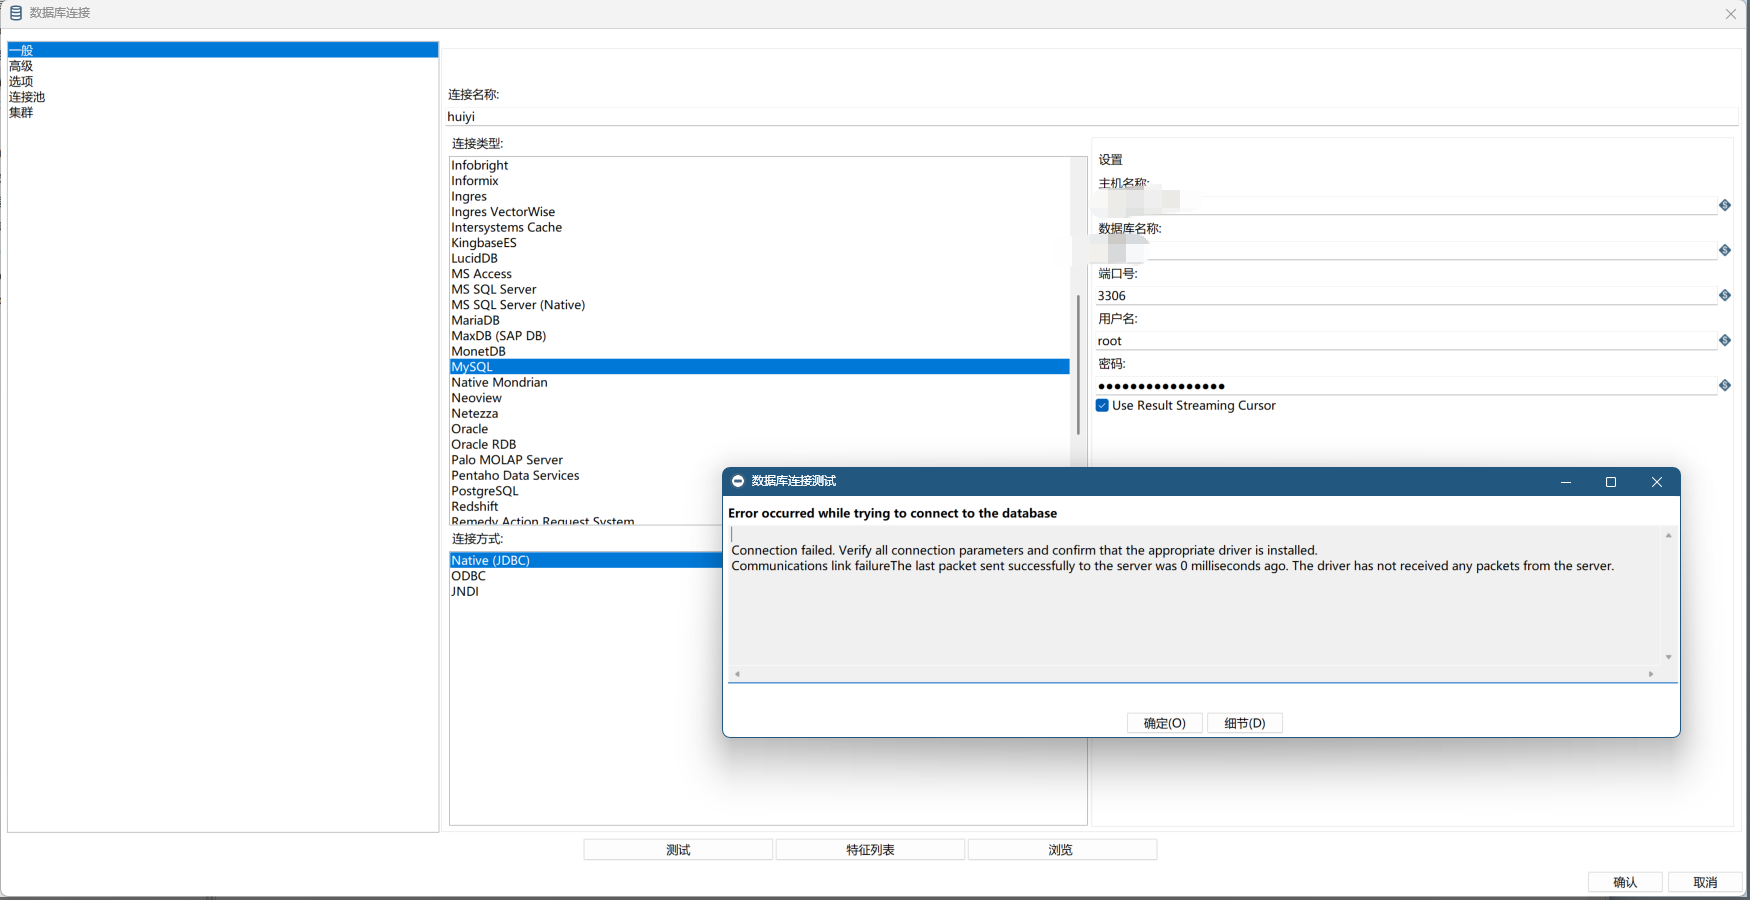 数据库连接
一般
高级
选项
连接池
集群
连接名称:
huiyi
连接类型:
Infobright
Informix
Ingres
Ingres VectorWise
Intersystems Cache
KingbaseES
LucidDB
MS Access
MS SQL Server
MS SQL Server (Native)
MariaDB
MaxDB (SAP DB)
MonetDB
MySQL
Native Mondrian
Neoview
Netezza
Oracle
Oracle RDB
Palo MOLAP Server
Pentaho Data Services
PostgreSQL
Redshift
Remedy Action Request System
连接方式:
Native (JDBC)
ODBC
JNDI
设置
主机名称:
数据库名称:
端口号:
3306
用户名:
root
密码:
●●●●●●●●●●●●●●●●
Use Result Streaming Cursor
数据库连接测试
Error occurred while trying to connect to the database
Connection failed. Verify all connection parameters and confirm that the appropriate driver is installed.
Communications link failureThe last packet sent successfully to the server was 0 milliseconds ago. The driver has not received any packets from the server.
确定(O)
细节(D)
测试
特征列表
浏览
确认
取消